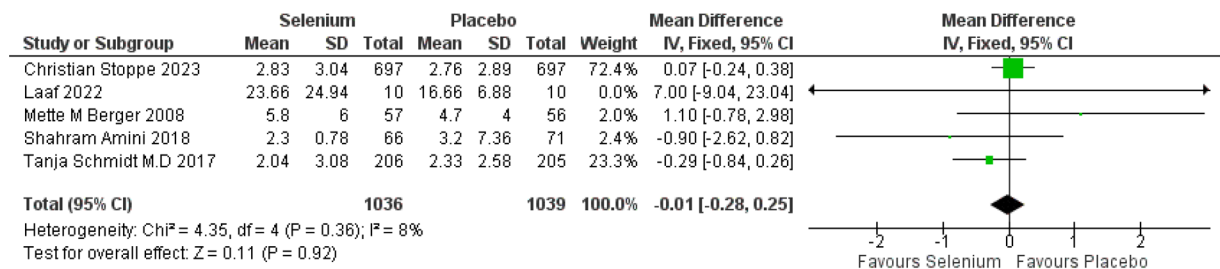 Selenium Placebo Mean Difference Mean Difference
Study or Subgroup Mean SD Total Mean SD Total Weight IV, Fixed, 95% CI IV, Fixed, 95% CI
Christian Stoppe 2023 2.83 3.04 697 2.76 2.89 697 72.4% 0.07 [-0.24, 0.38]
Laaf 2022 23.66 24.94 10 16.66 6.88 10 0.0% 7.00 [-9.04, 23.04]
Mette M Berger 2008 5.8 6 57 4.7 4 56 2.0% 1.10 [-0.78, 2.98]
Shahram Amini 2018 2.3 0.78 66 3.2 7.36 71 2.4% -0.90 [-2.62, 0.82]
Tanja Schmidt M.D 2017 2.04 3.08 206 2.33 2.58 205 23.3% -0.29 [-0.84, 0.26]
Total (95% CI) 1036 1039 100.0% -0.01 [-0.28, 0.25]
Heterogeneity: Chi² = 4.35, df = 4 (P = 0.36); I² = 8%
Test for overall effect: Z = 0.11 (P = 0.92)
-2 -1 0 1 2
Favours Selenium Favours Placebo